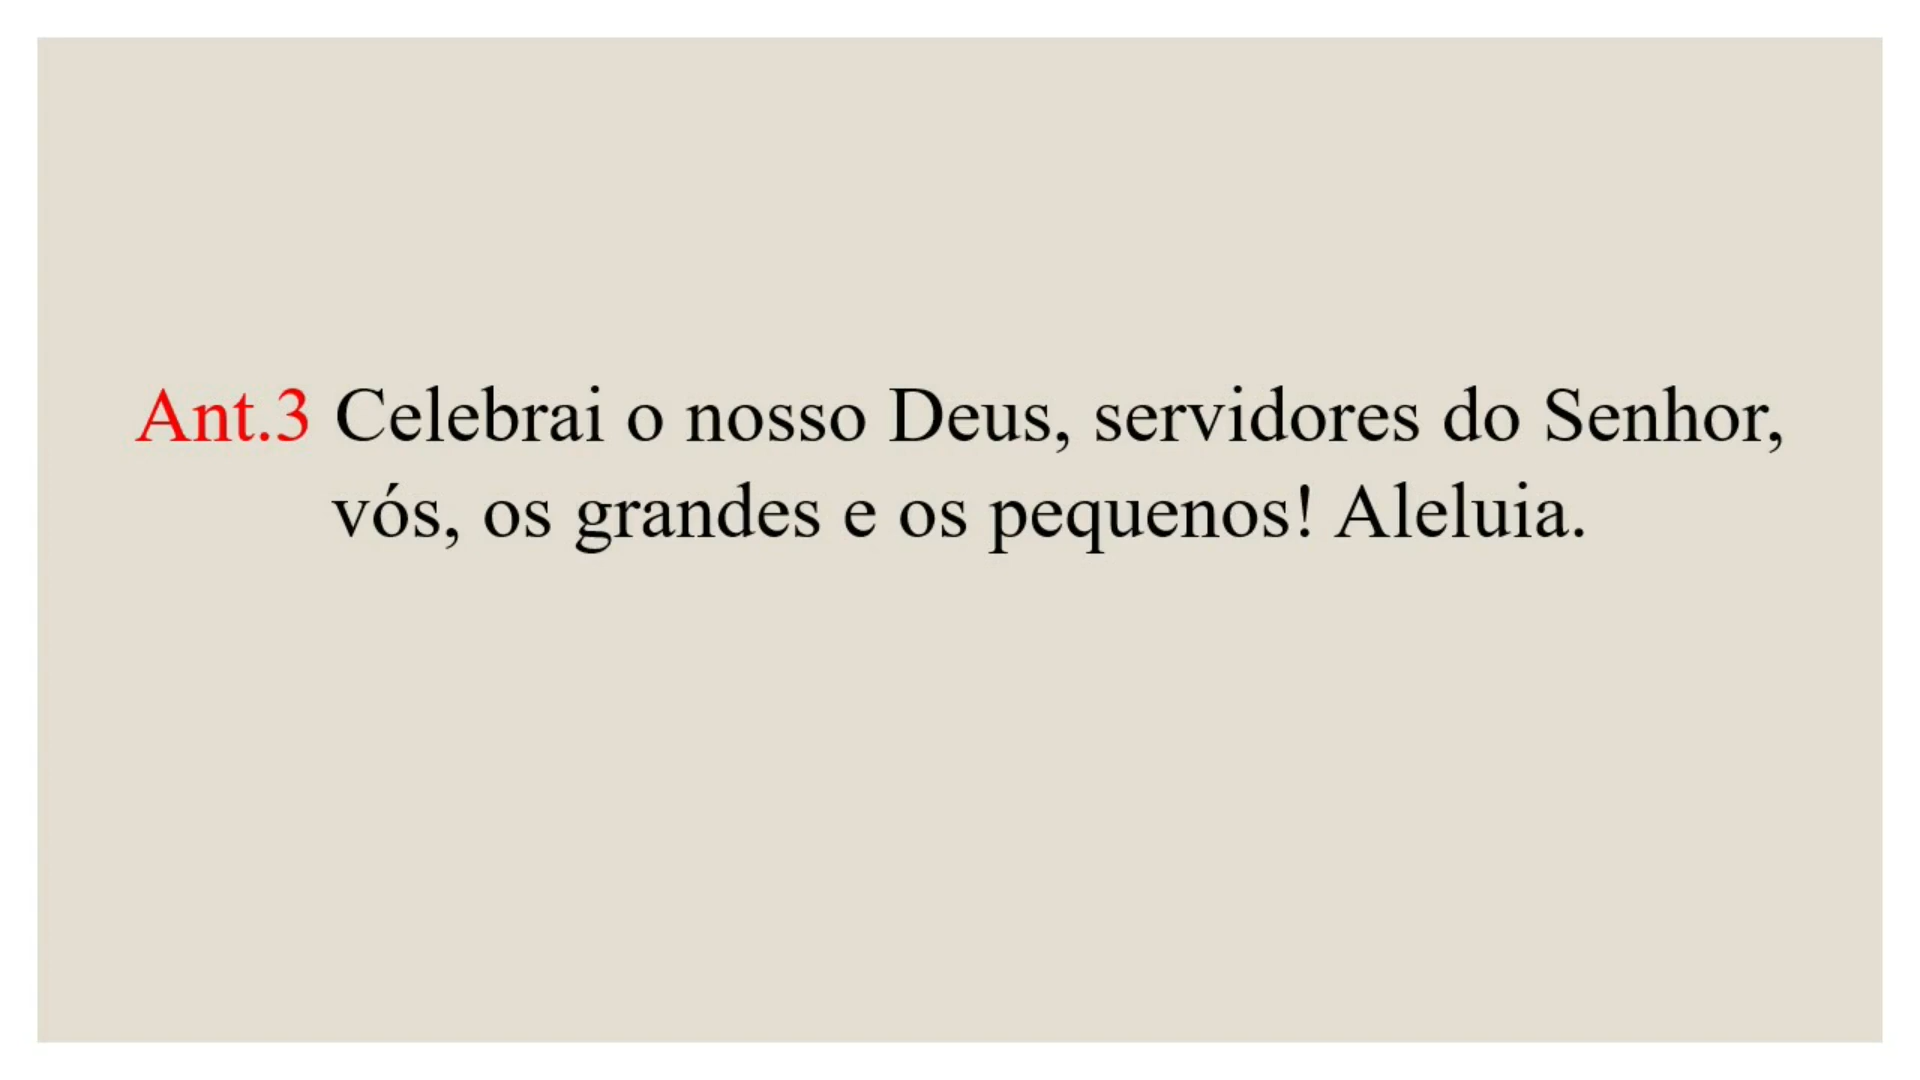 Ant.3 Celebrai o nosso Deus, servidores do Senhor,
vós, os grandes e os pequenos! Aleluia.